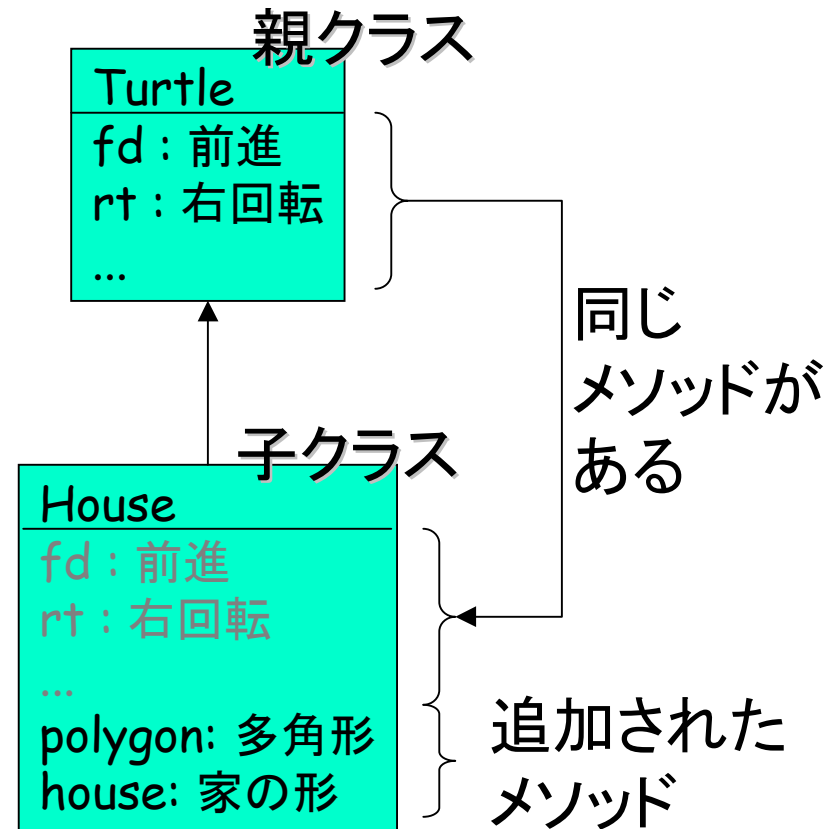 親クラス
Turtle
fd : 前進
rt : 右回転
...
同じ
メソッドが
ある
子クラス
House
fd : 前進
rt : 右回転
...
polygon: 多角形
house: 家の形
追加された
メソッド